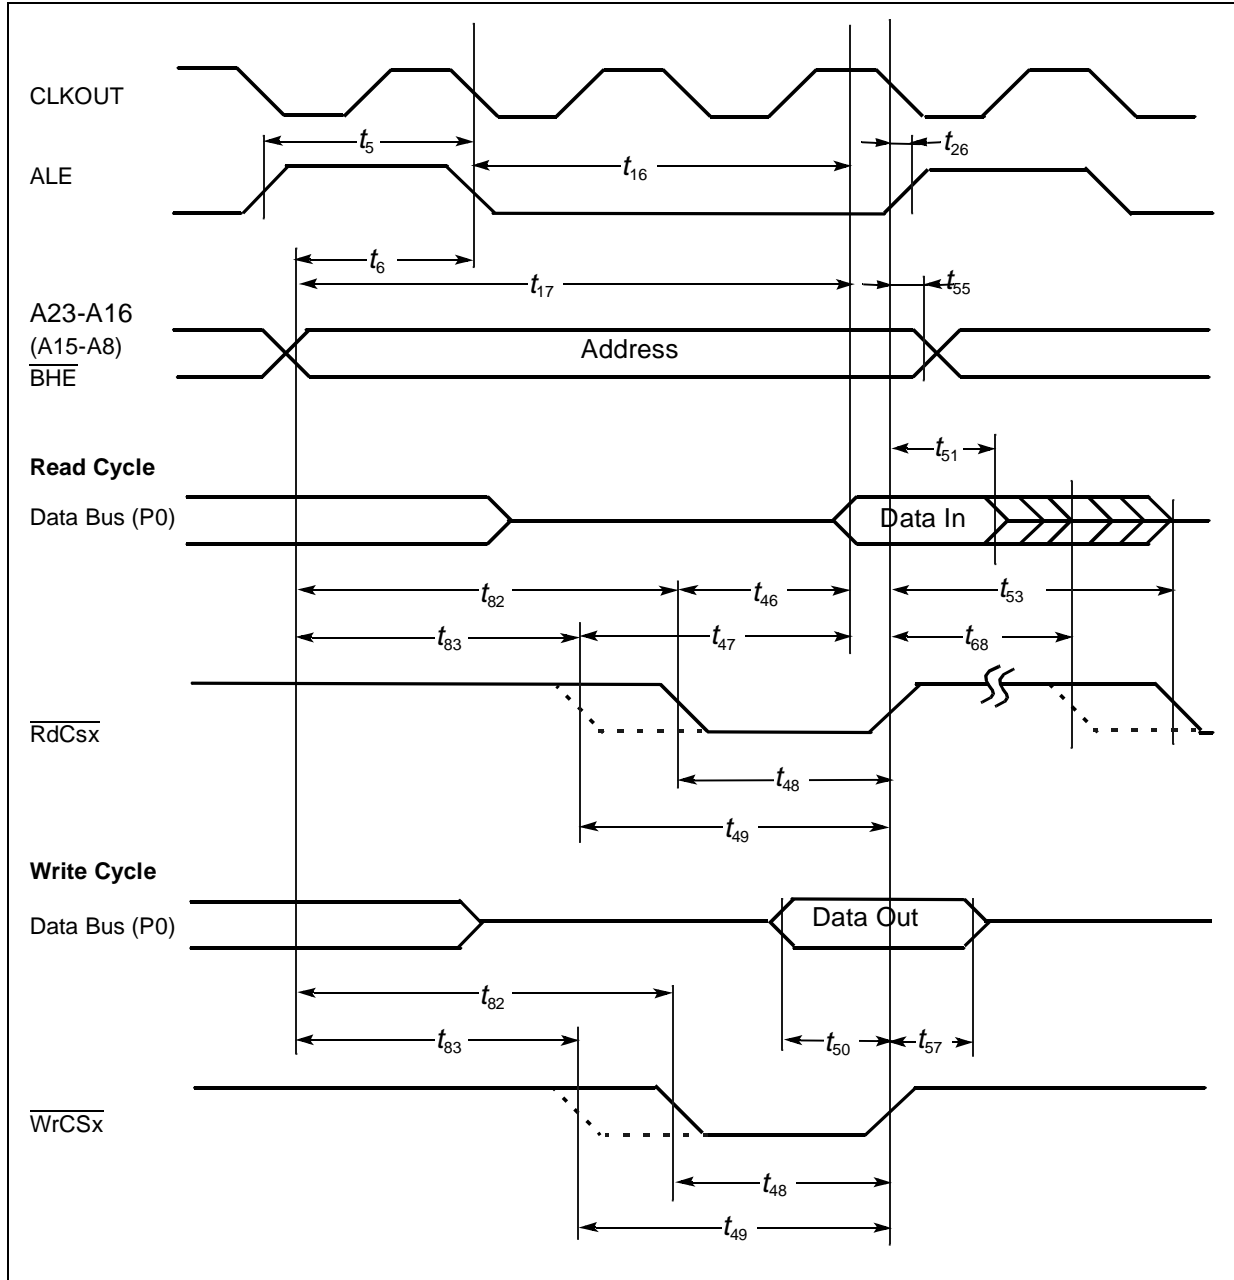 CLKOUT
t5
t26
ALE
t16
t6
t17
t55
A23-A16
(A15-A8)
BHE
Address
t51
Read Cycle
Data Bus (P0)
Data In
t82
t46
t53
t83
t47
t68
RdCsx
t48
t49
Write Cycle
Data Bus (P0)
Data Out
t82
t83
t50
t57
WrCSx
t48
t49